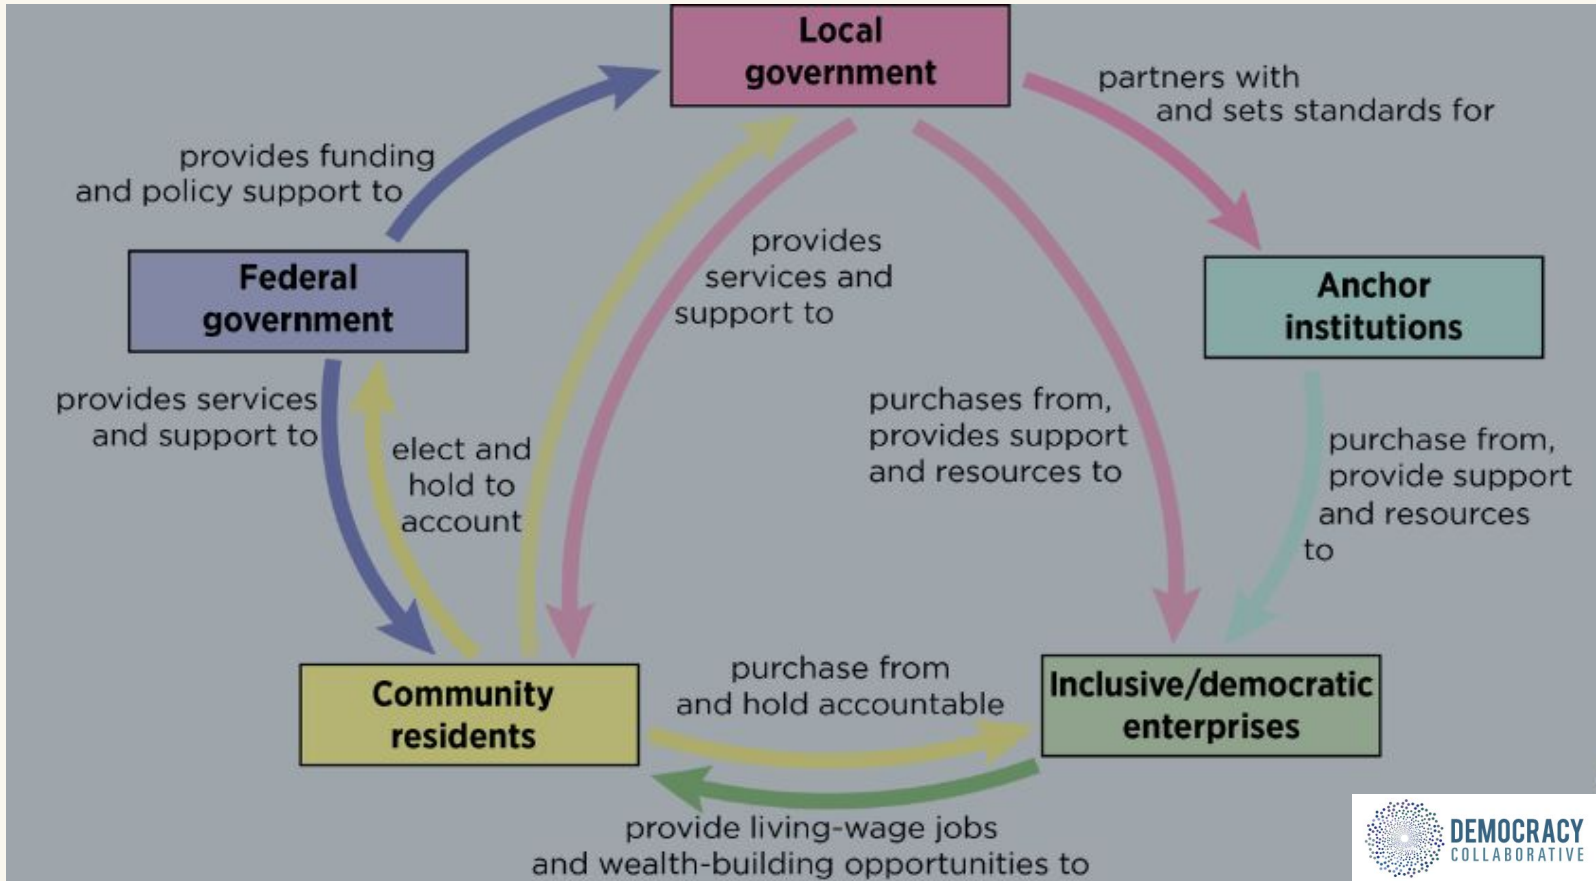 Local
government
partners with
and sets standards for
provides funding
and policy support to
provides
services and
support to
Federal
government
Anchor
institutions
provides services
and support to
elect and
hold to
account
purchases from,
provides support
and resources to
purchase from,
provide support
and resources
to
purchase from
and hold accountable
Community
residents
Inclusive/democratic
enterprises
provide living-wage jobs
and wealth-building opportunities to
DEMOCRACY
COLLABORATIVE